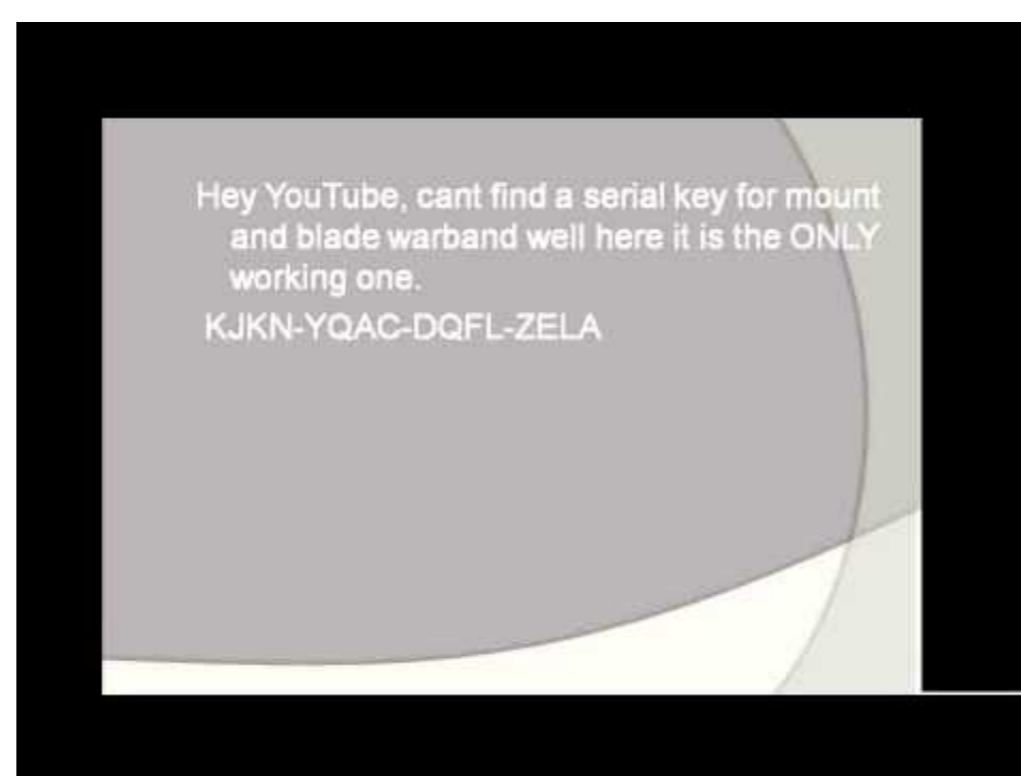 Hey YouTube, cant find a serial key for mount
and blade warband well here it is the ONLY
working one.
KJKN-YQAC-DQFL-ZELA